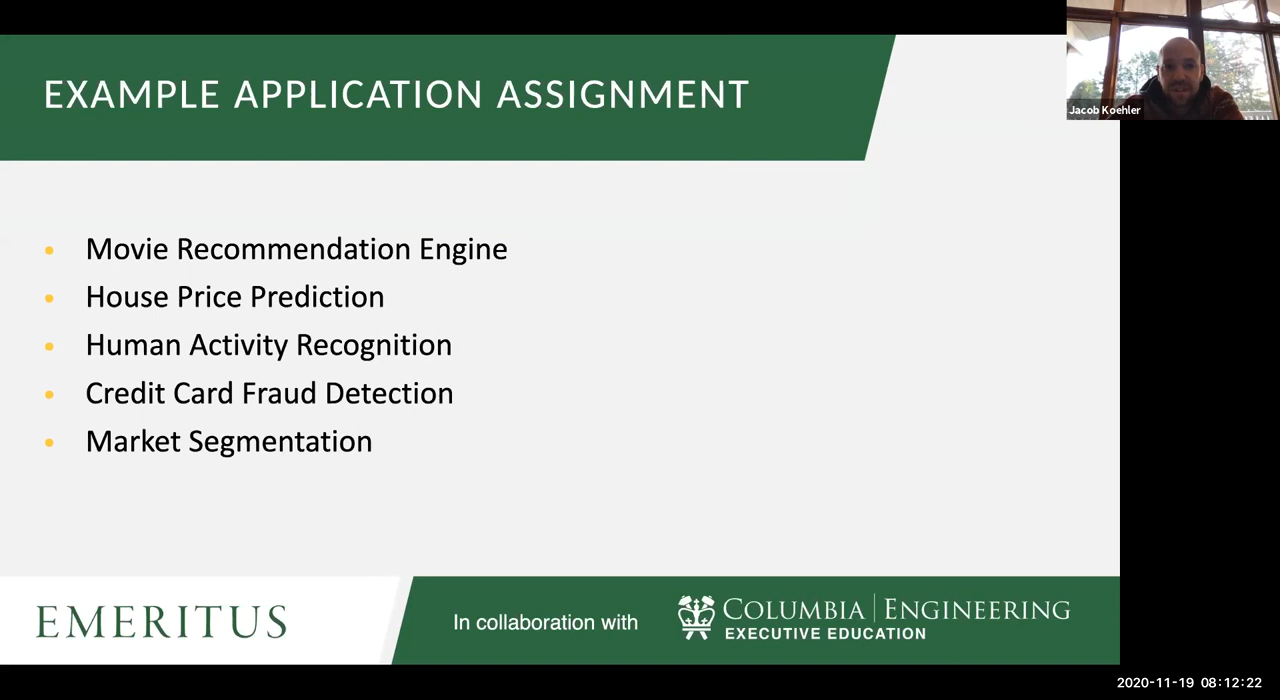 EXAMPLE APPLICATION ASSIGNMENT
Jacob Koehler
• Movie Recommendation Engine
• House Price Prediction
• Human Activity Recognition
• Credit Card Fraud Detection
• Market Segmentation
EMERITUS
In collaboration with
COLUMBIA | ENGINEERING
EXECUTIVE EDUCATION
2020-11-19 08:12:22